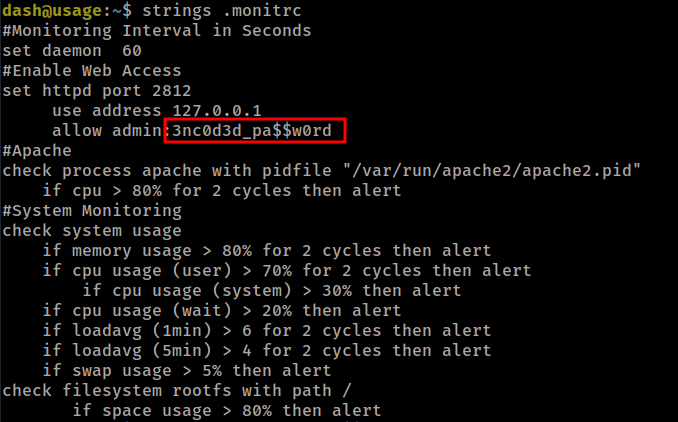 dash@usage:~$ strings .monitrc
#Monitoring Interval in Seconds
set daemon  60
#Enable Web Access
set httpd port 2812
     use address 127.0.0.1
     allow admin:3nc0d3d_pa$$w0rd
#Apache
check process apache with pidfile "/var/run/apache2/apache2.pid"
    if cpu > 80% for 2 cycles then alert
#System Monitoring
check system usage
    if memory usage > 80% for 2 cycles then alert
    if cpu usage (user) > 70% for 2 cycles then alert
        if cpu usage (system) > 30% then alert
    if cpu usage (wait) > 20% then alert
    if loadavg (1min) > 6 for 2 cycles then alert
    if loadavg (5min) > 4 for 2 cycles then alert
    if swap usage > 5% then alert
check filesystem rootfs with path /
       if space usage > 80% then alert